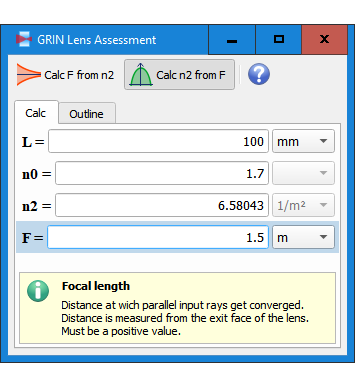 GRIN Lens Assessment
Calc F from n2 Calc n2 from F ?
Calc Outline
L = 100 mm
n0 = 1.7
n2 = 6.58043 1/m²
F = 1.5 m
Focal length
Distance at wich parallel input rays get converged.
Distance is measured from the exit face of the lens.
Must be a positive value.